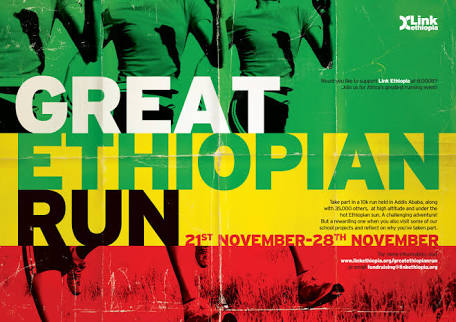 Link
ethiopia
Would you like to support Link Ethiopia at 8,000ft?
Join us for Africa's greatest running event!
GREAT
ETHIOPIAN
RUN
Take part in a 10k run held in Addis Ababa, along
with 35,000 others, at high altitude and under the
hot Ethiopian sun. A challenging adventure!
But a rewarding one when you also visit some of our
school projects and reflect on why you've taken part.
21ST NOVEMBER-28TH NOVEMBER
www.linkethiopia.org/greatethiopianrun
fundraising@linkethiopia.org